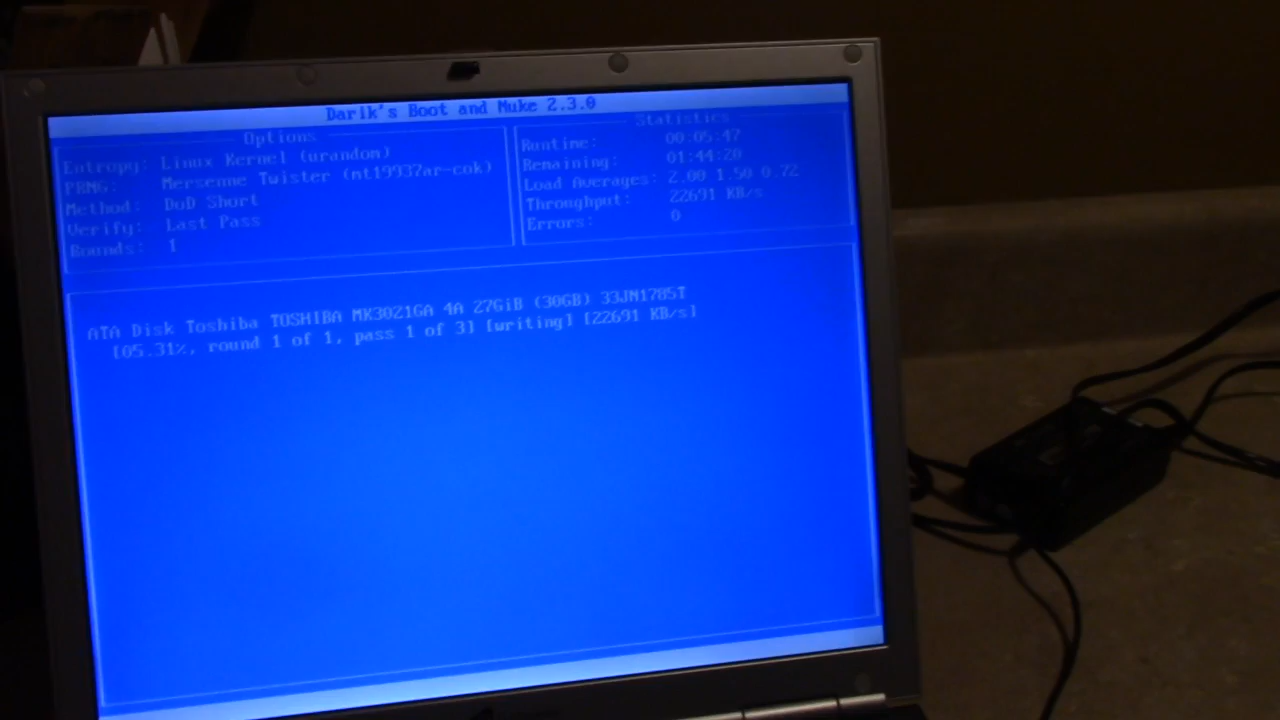 Darik's Boot and Nuke 2.3.0
Options
Entropy: Linux Kernel (urandom)
PRNG: Mersenne Twister (mt19937ar-cok)
Method: DoD Short
Verify: Last Pass
Rounds: 1
Statistics
Runtime: 00:05:47
Remaining: 01:44:20
Load Averages: 2.00 1.50 0.72
Throughput: 22691 KB/s
Errors: 0
ATA Disk Toshiba TOSHIBA MK3021GA 4A 27GiB (30GB) 33JN1785T
[05.31%, round 1 of 1, pass 1 of 3] [writing] [22691 KB/s]